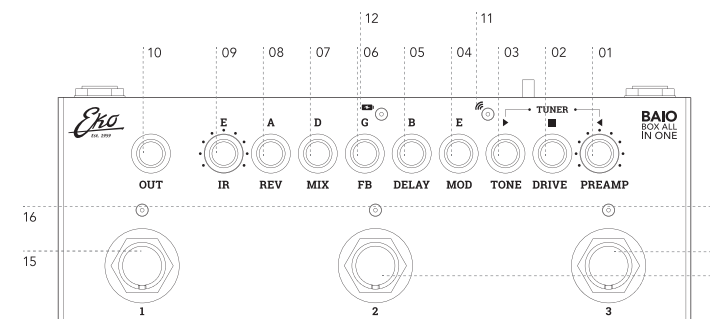 12
11
10
09
08
07
06
05
04
03
02
01
Eko
EST. 1959
E
A
D
G
B
E
TUNER
BAIO
BOX ALL
IN ONE
OUT
IR
REV
MIX
FB
DELAY
MOD
TONE
DRIVE
PREAMP
16
15
1
2
3